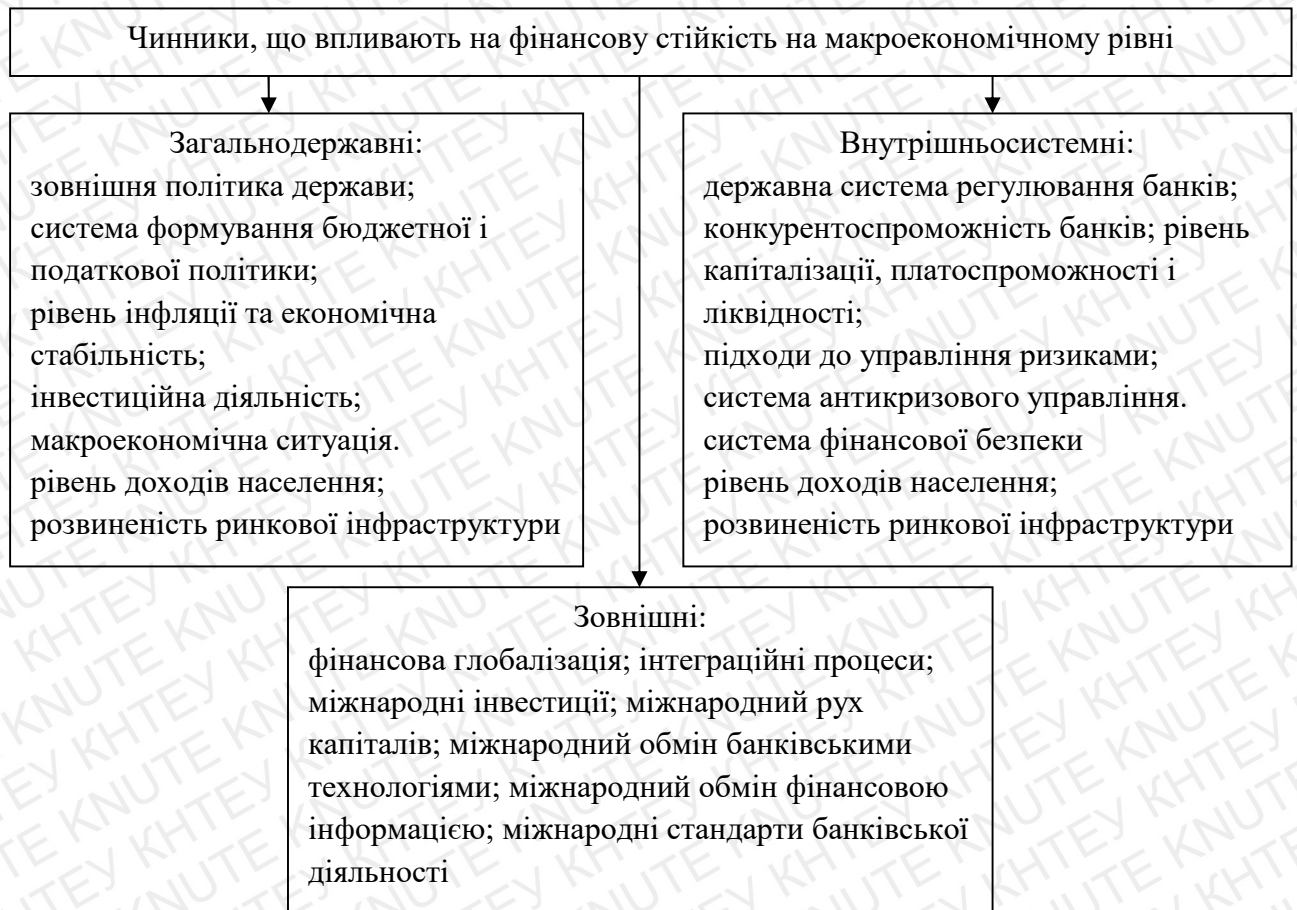 Чинники, що впливають на фінансову стійкість на макроекономічному рівні
Загальнодержавні:
зовнішня політика держави;
система формування бюджетної і
податкової політики;
рівень інфляції та економічна
стабільність;
інвестиційна діяльність;
макроекономічна ситуація.
рівень доходів населення;
розвиненість ринкової інфраструктури
Внутрішньосистемні:
державна система регулювання банків;
конкурентоспроможність банків; рівень
капіталізації, платоспроможності і
ліквідності;
підходи до управління ризиками;
система антикризового управління.
система фінансової безпеки
рівень доходів населення;
розвиненість ринкової інфраструктури
Зовнішні:
фінансова глобалізація; інтеграційні процеси;
міжнародні інвестиції; міжнародний рух
капіталів; міжнародний обмін банківськими
технологіями; міжнародний обмін фінансовою
інформацією; міжнародні стандарти банківської
діяльності